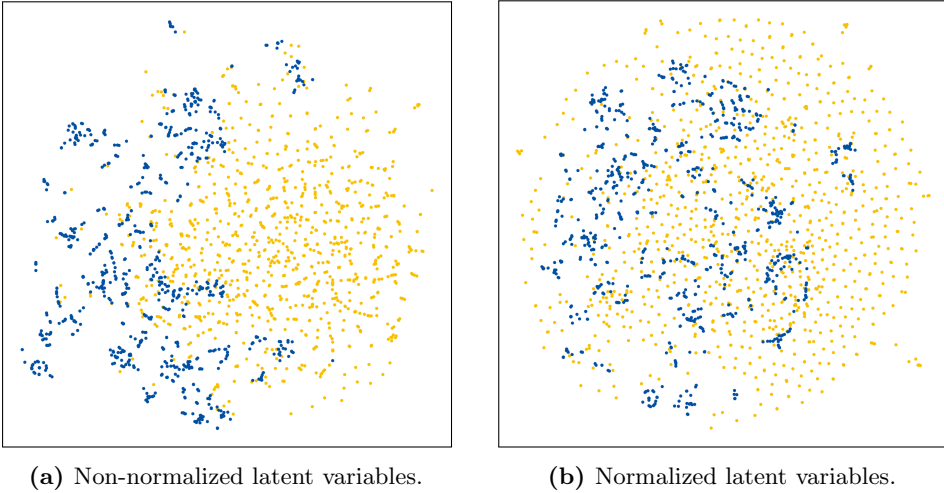 (a) Non-normalized latent variables.
(b) Normalized latent variables.